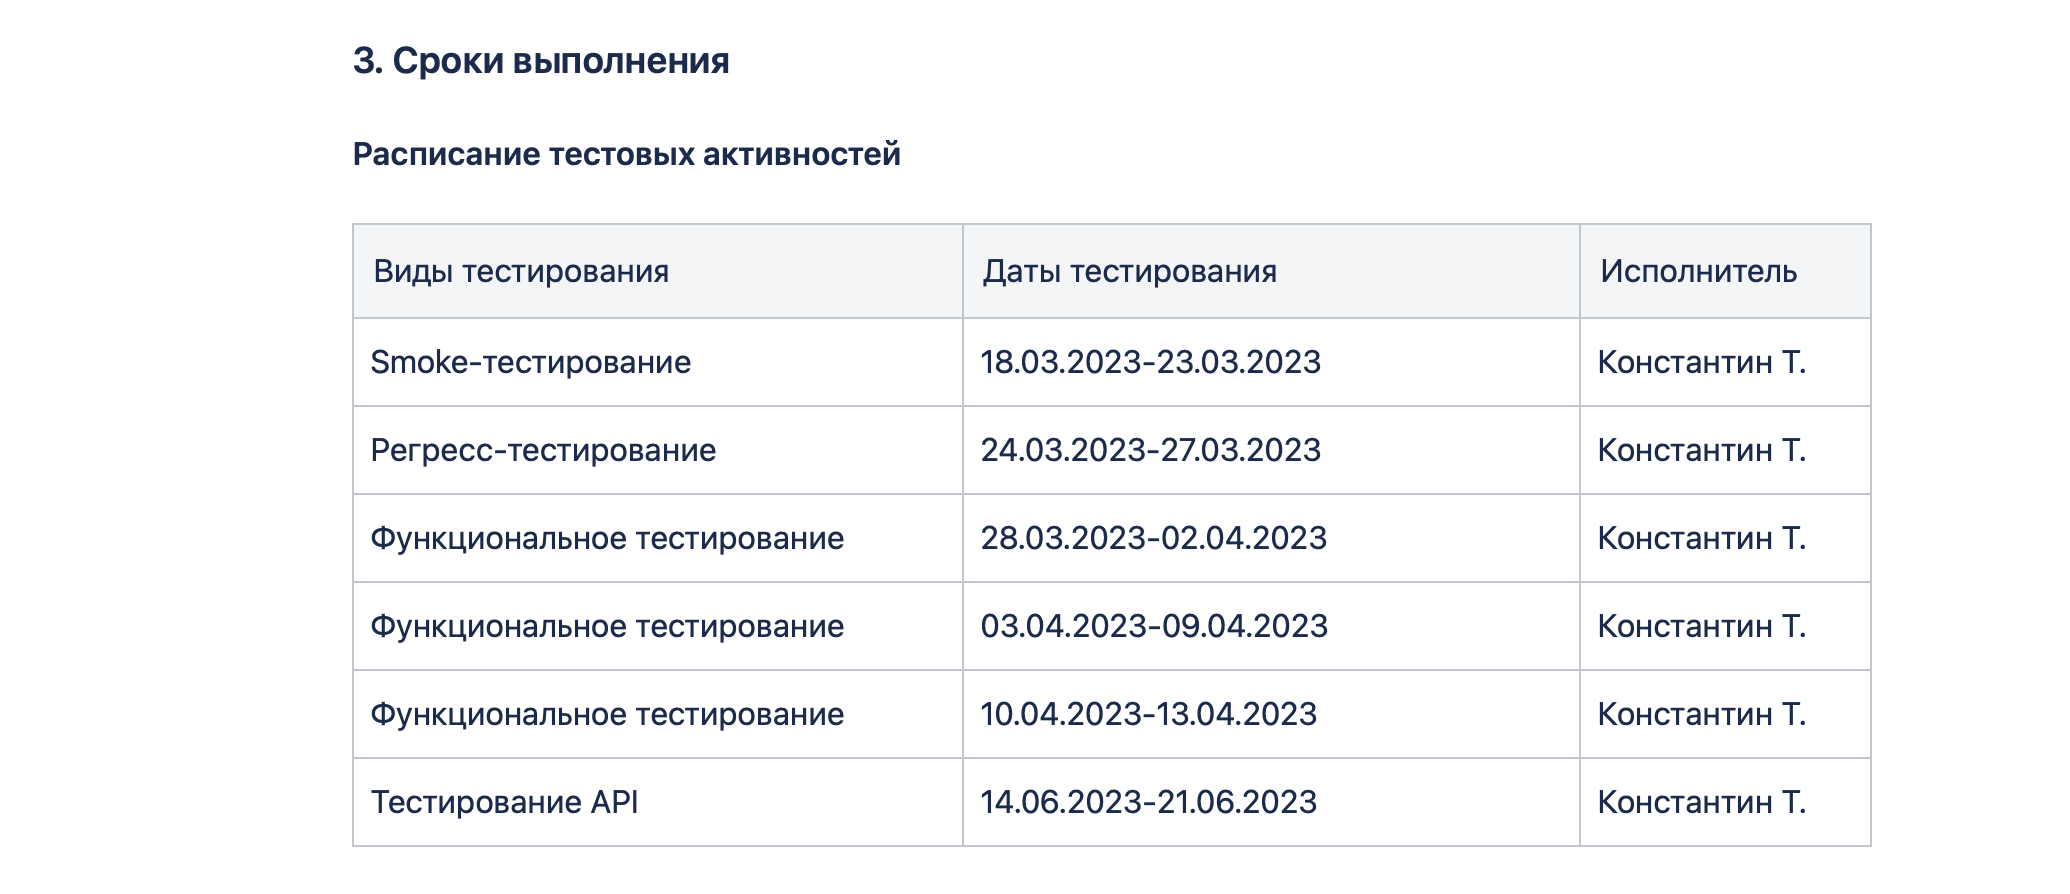 3. Сроки выполнения
Расписание тестовых активностей
Виды тестирования Даты тестирования Исполнитель
Smoke-тестирование 18.03.2023-23.03.2023 Константин Т.
Регресс-тестирование 24.03.2023-27.03.2023 Константин Т.
Функциональное тестирование 28.03.2023-02.04.2023 Константин Т.
Функциональное тестирование 03.04.2023-09.04.2023 Константин Т.
Функциональное тестирование 10.04.2023-13.04.2023 Константин Т.
Тестирование API 14.06.2023-21.06.2023 Константин Т.